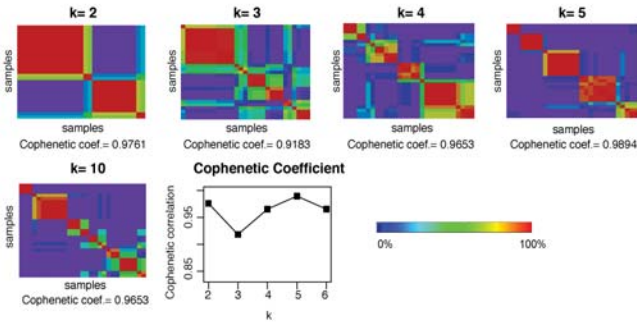 k= 2
k= 3
k= 4
k= 5
samples
samples
samples
samples
samples
samples
samples
samples
Cophenetic coef.= 0.9761
Cophenetic coef.= 0.9183
Cophenetic coef.= 0.9653
Cophenetic coef.= 0.9894
k= 10
Cophenetic Coefficient
samples
samples
Cophenetic coef.= 0.9653
Cophenetic correlation
0.95
0.85
2 3 4 5 6
k
0% 100%